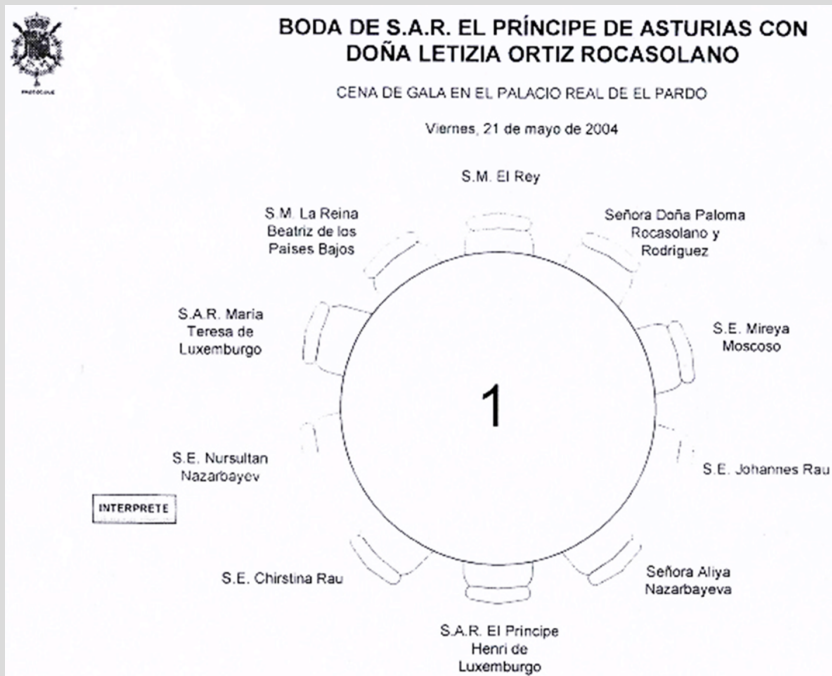 BODA DE S.A.R. EL PRÍNCIPE DE ASTURIAS CON
DOÑA LETIZIA ORTIZ ROCASOLANO
CENA DE GALA EN EL PALACIO REAL DE EL PARDO
Viernes, 21 de mayo de 2004
S.M. El Rey
S.M. La Reina
Beatriz de los
Paises Bajos
Señora Doña Paloma
Rocasolano y
Rodriguez
S.A.R. María
Teresa de
Luxemburgo
S.E. Mireya
Moscoso
1
S.E. Nursultan
Nazarbayev
S.E. Johannes Rau
INTERPRETE
S.E. Chirstina Rau
Señora Aliya
Nazarbayeva
S.A.R. El Principe
Henri de
Luxemburgo